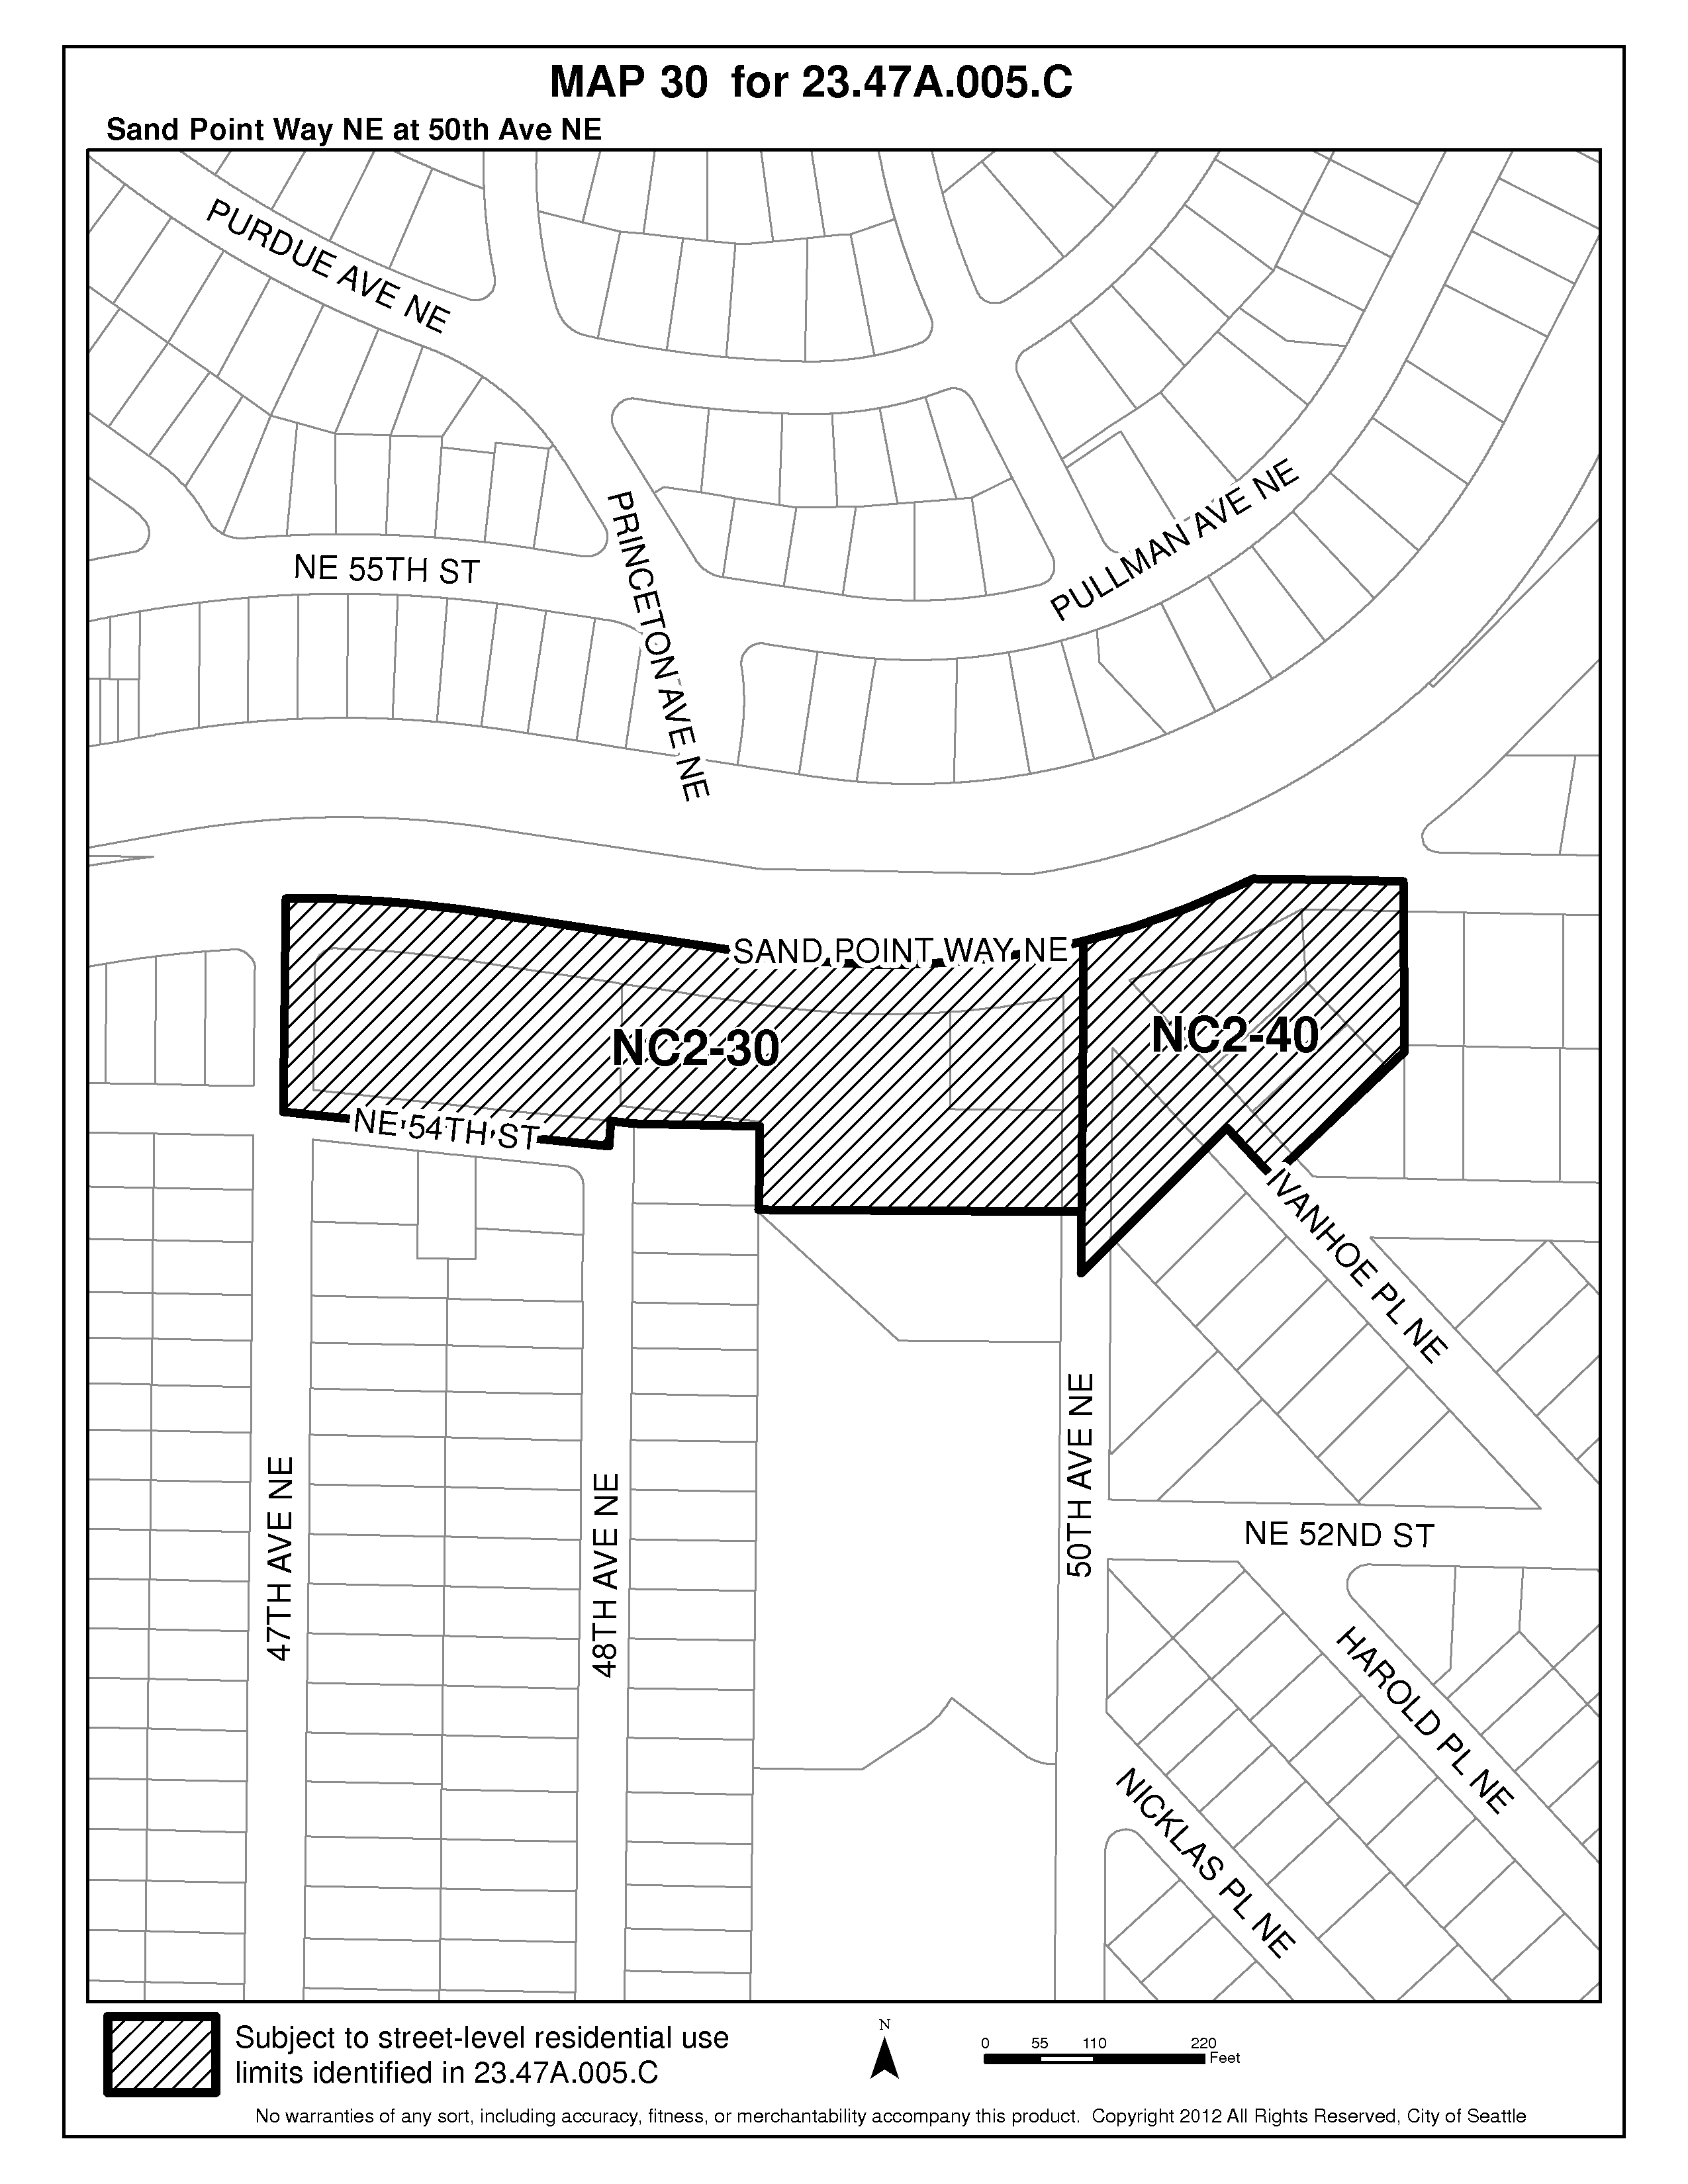 MAP 30 for 23.47A.005.C
Sand Point Way NE at 50th Ave NE
PURDUE AVE NE
PULLMAN AVE NE
PRINCETON AVE NE
NE 55TH ST
SAND POINT WAY NE
NC2-30
NC2-40
NE 54TH ST
IVANHOE PL NE
50TH AVE NE
47TH AVE NE
48TH AVE NE
NE 52ND ST
HAROLD PL NE
NICKLAS PL NE
Subject to street-level residential use
limits identified in 23.47A.005.C
N
0 55 110 220
Feet
No warranties of any sort, including accuracy, fitness, or merchantability accompany this product. Copyright 2012 All Rights Reserved, City of Seattle